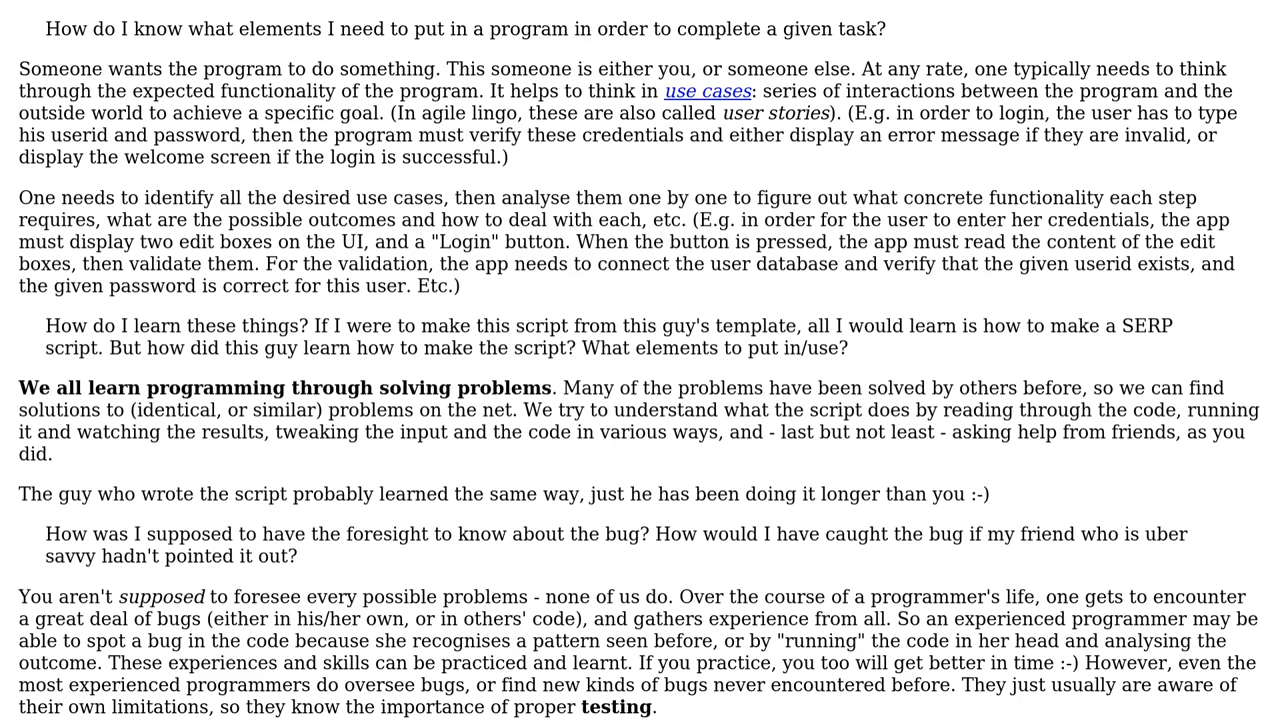 How do I know what elements I need to put in a program in order to complete a given task?
Someone wants the program to do something. This someone is either you, or someone else. At any rate, one typically needs to think
through the expected functionality of the program. It helps to think in use cases: series of interactions between the program and the
outside world to achieve a specific goal. (In agile lingo, these are also called user stories). (E.g. in order to login, the user has to type
his userid and password, then the program must verify these credentials and either display an error message if they are invalid, or
display the welcome screen if the login is successful.)
One needs to identify all the desired use cases, then analyse them one by one to figure out what concrete functionality each step
requires, what are the possible outcomes and how to deal with each, etc. (E.g. in order for the user to enter her credentials, the app
must display two edit boxes on the UI, and a "Login" button. When the button is pressed, the app must read the content of the edit
boxes, then validate them. For the validation, the app needs to connect the user database and verify that the given userid exists, and
the given password is correct for this user. Etc.)
How do I learn these things? If I were to make this script from this guy's template, all I would learn is how to make a SERP
script. But how did this guy learn how to make the script? What elements to put in/use?
We all learn programming through solving problems. Many of the problems have been solved by others before, so we can find
solutions to (identical, or similar) problems on the net. We try to understand what the script does by reading through the code, running
it and watching the results, tweaking the input and the code in various ways, and - last but not least - asking help from friends, as you
did.
The guy who wrote the script probably learned the same way, just he has been doing it longer than you :-)
How was I supposed to have the foresight to know about the bug? How would I have caught the bug if my friend who is uber
savvy hadn't pointed it out?
You aren't supposed to foresee every possible problems - none of us do. Over the course of a programmer's life, one gets to encounter
a great deal of bugs (either in his/her own, or in others' code), and gathers experience from all. So an experienced programmer may be
able to spot a bug in the code because she recognises a pattern seen before, or by "running" the code in her head and analysing the
outcome. These experiences and skills can be practiced and learnt. If you practice, you too will get better in time :-) However, even the
most experienced programmers do oversee bugs, or find new kinds of bugs never encountered before. They just usually are aware of
their own limitations, so they know the importance of proper testing.